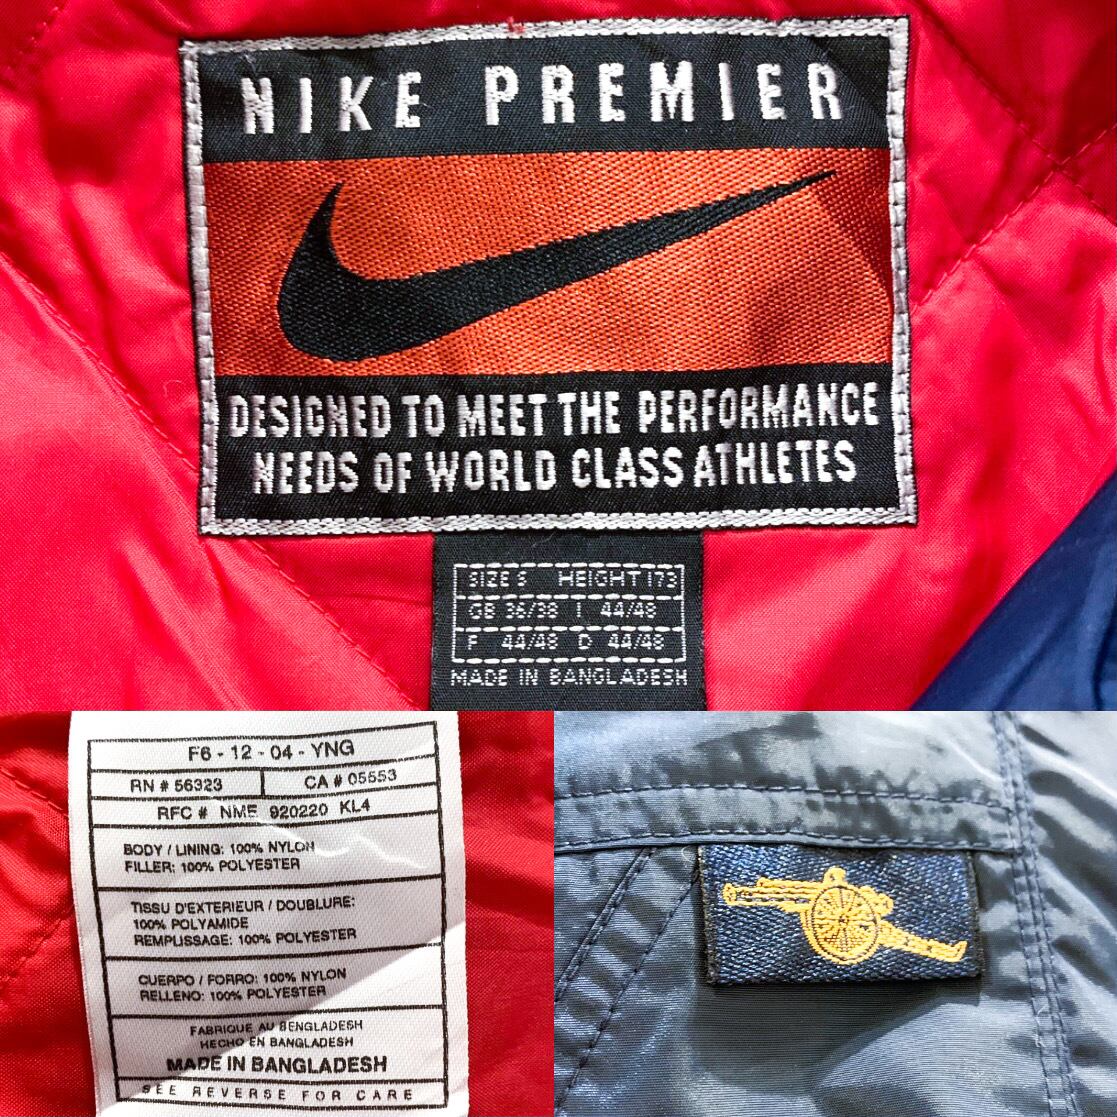 NIKE PREMIER
DESIGNED TO MEET THE PERFORMANCE
NEEDS OF WORLD CLASS ATHLETES
SIZE S HEIGHT 173
GB 36/38 I 44/48
F 44/48 D 44/48
MADE IN BANGLADESH
F6 - 12 - 04 - YNG
RN # 56323 CA # 05553
RFC # NME 920220 KL4
BODY / LINING: 100% NYLON
FILLER: 100% POLYESTER
TISSU D'EXTERIEUR / DOUBLURE:
100% POLYAMIDE
REMPLISSAGE: 100% POLYESTER
CUERPO / FORRO: 100% NYLON
RELLENO: 100% POLYESTER
FABRIQUE AU BENGLADESH
HECHO EN BANGLADESH
MADE IN BANGLADESH
SEE REVERSE FOR CARE